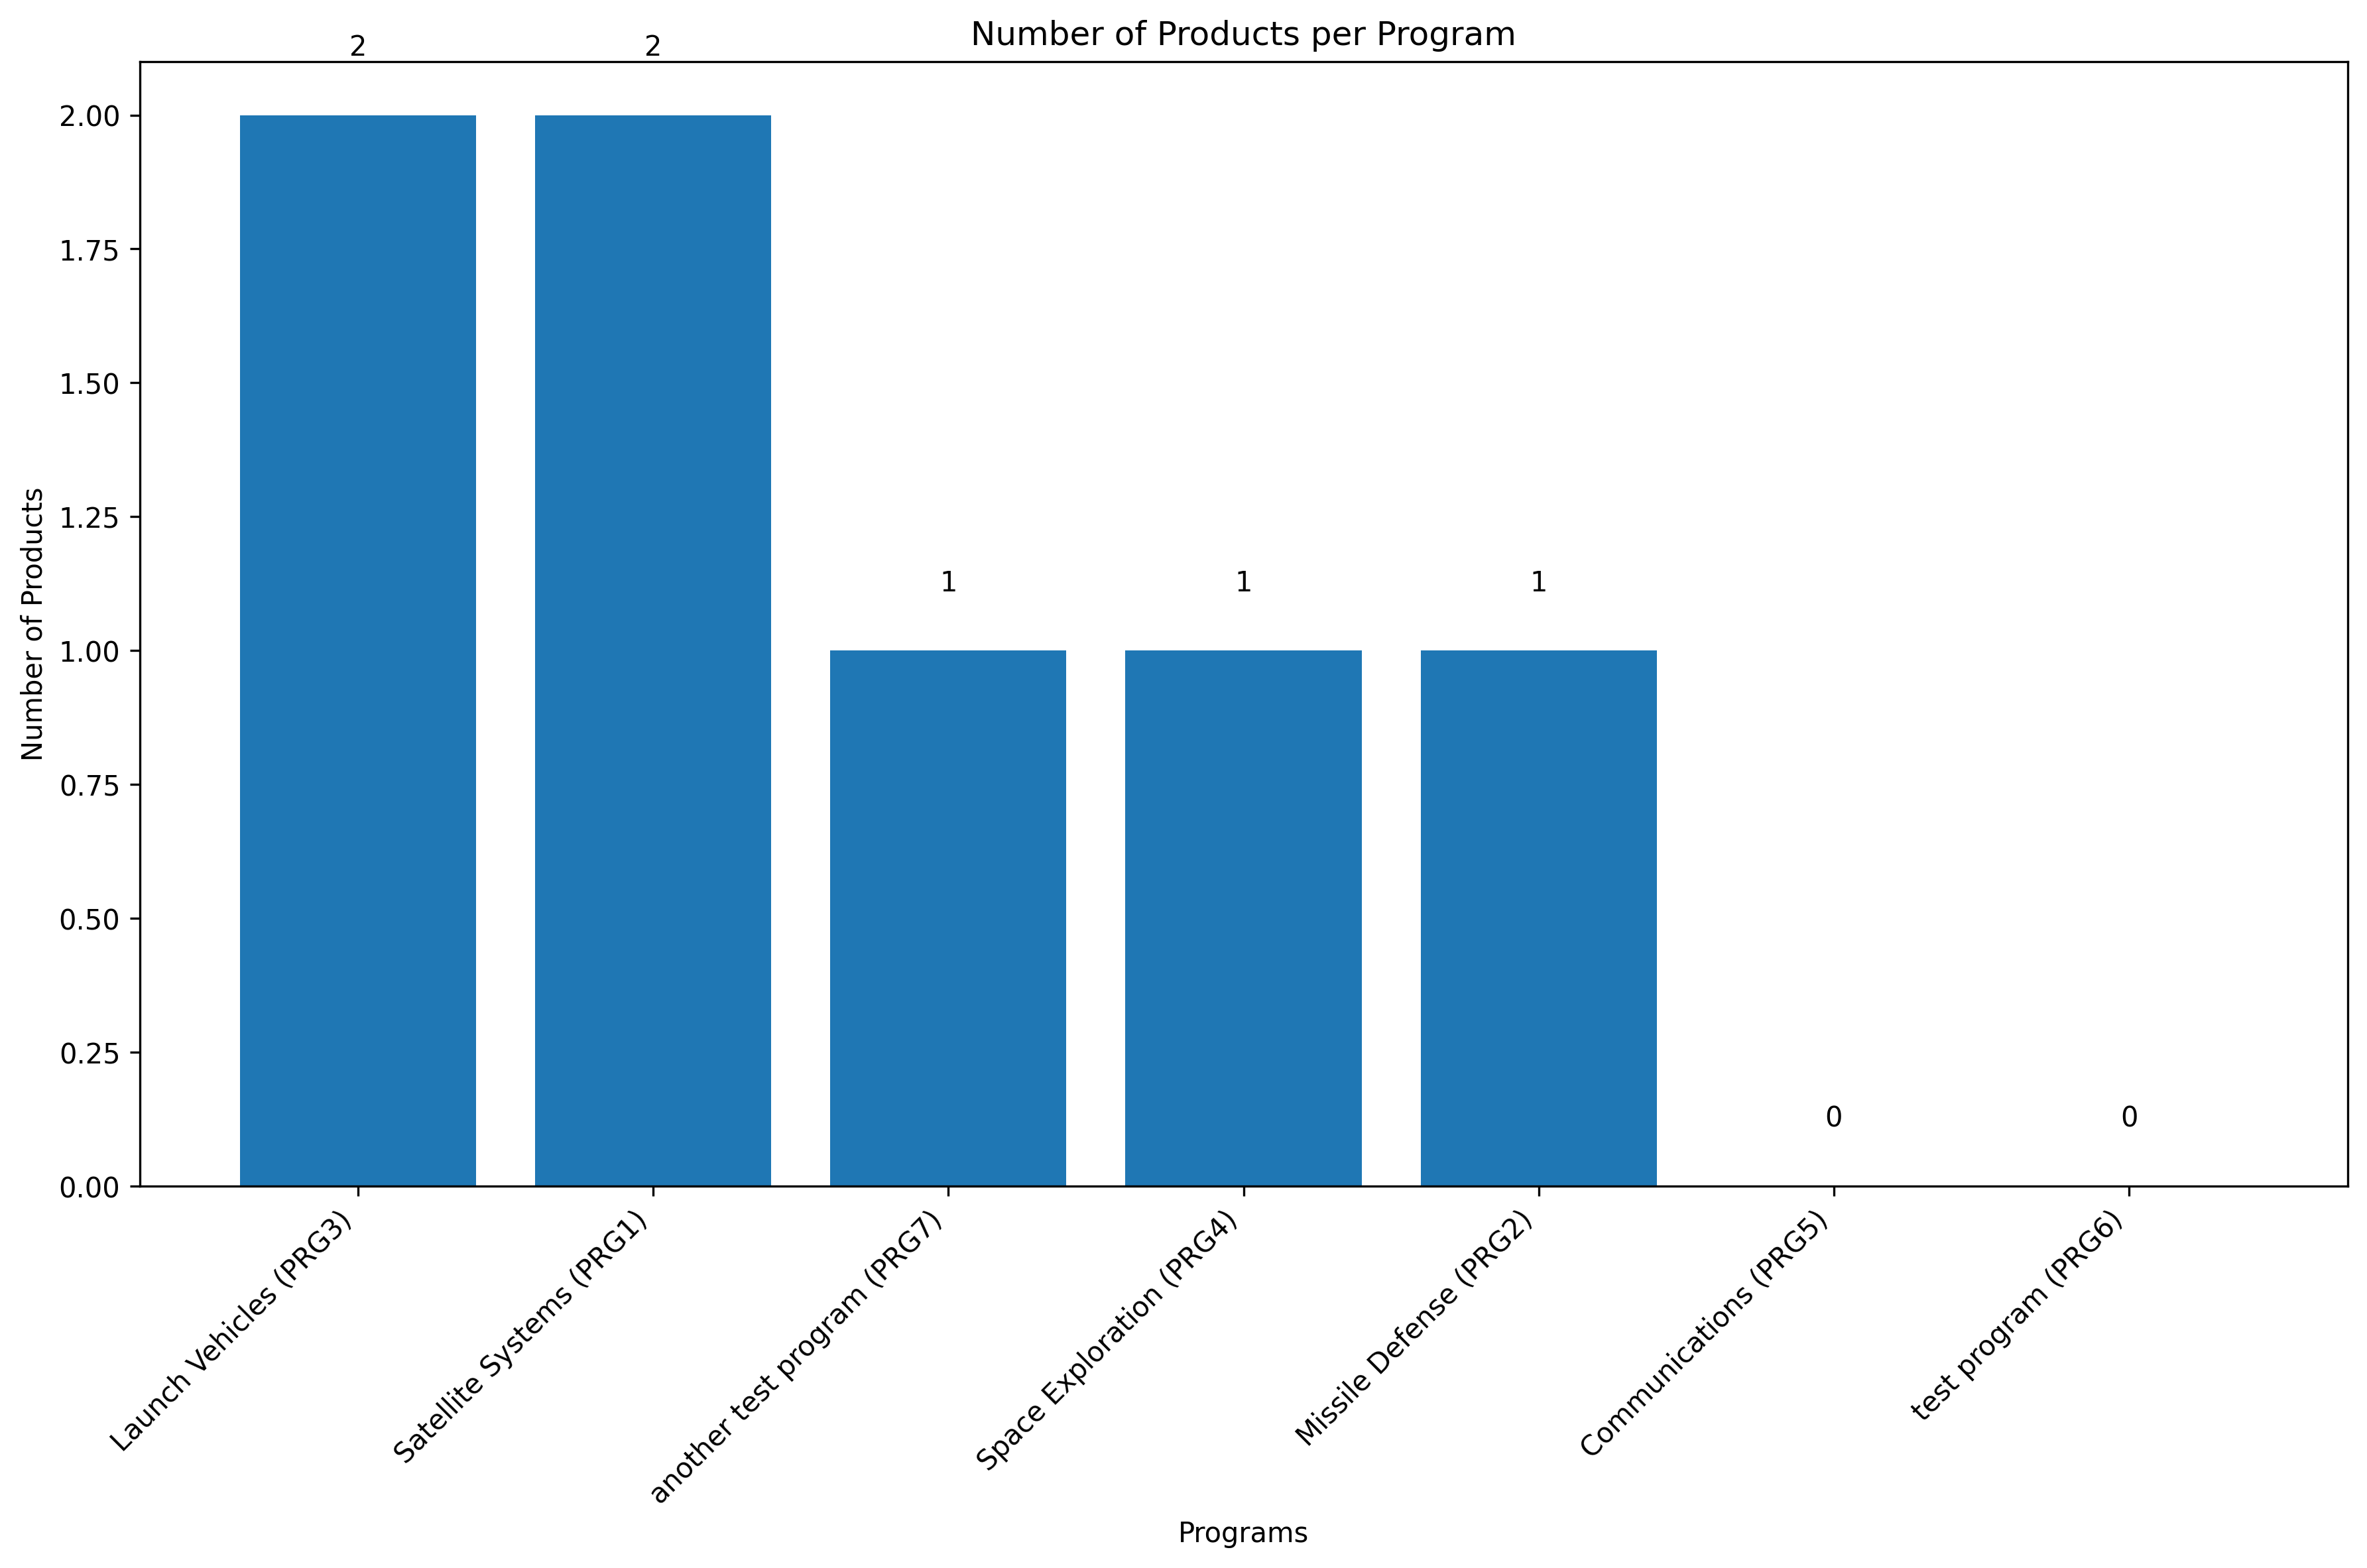 Number of Products per Program
2
2
2.00
1.75
1.50
1.25
1
1
1
1.00
0.75
0.50
0.25
0
0
0.00
Number of Products
Launch Vehicles (PRG3)
Satellite Systems (PRG1)
another test program (PRG7)
Space Exploration (PRG4)
Missile Defense (PRG2)
Communications (PRG5)
test program (PRG6)
Programs